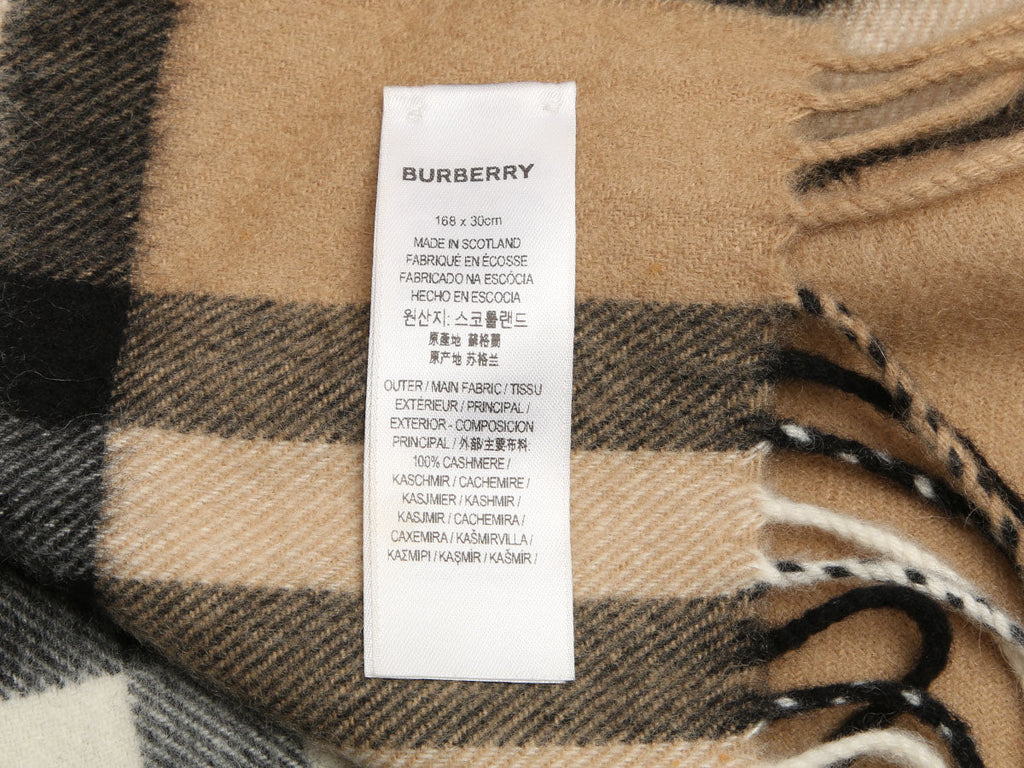 BURBERRY
168 x 30cm
MADE IN SCOTLAND
FABRIQUÉ EN ÉCOSSE
FABRICADO NA ESCÓCIA
HECHO EN ESCOCIA
원산지: 스코틀랜드
原產地 蘇格蘭
原产地 苏格兰
OUTER / MAIN FABRIC / TISSU
EXTÉRIEUR / PRINCIPAL /
EXTERIOR - COMPOSICION
PRINCIPAL / 外部/主要布料:
100% CASHMERE /
KASCHMIR / CACHEMIRE /
KASJMIER / KASHMIR /
KASJMIR / CACHEMIRA /
CAXEMIRA / KAŠMIRVILLA /
ΚΑΣΜΙΡΙ / KAŞMİR / KAŠMÍR /